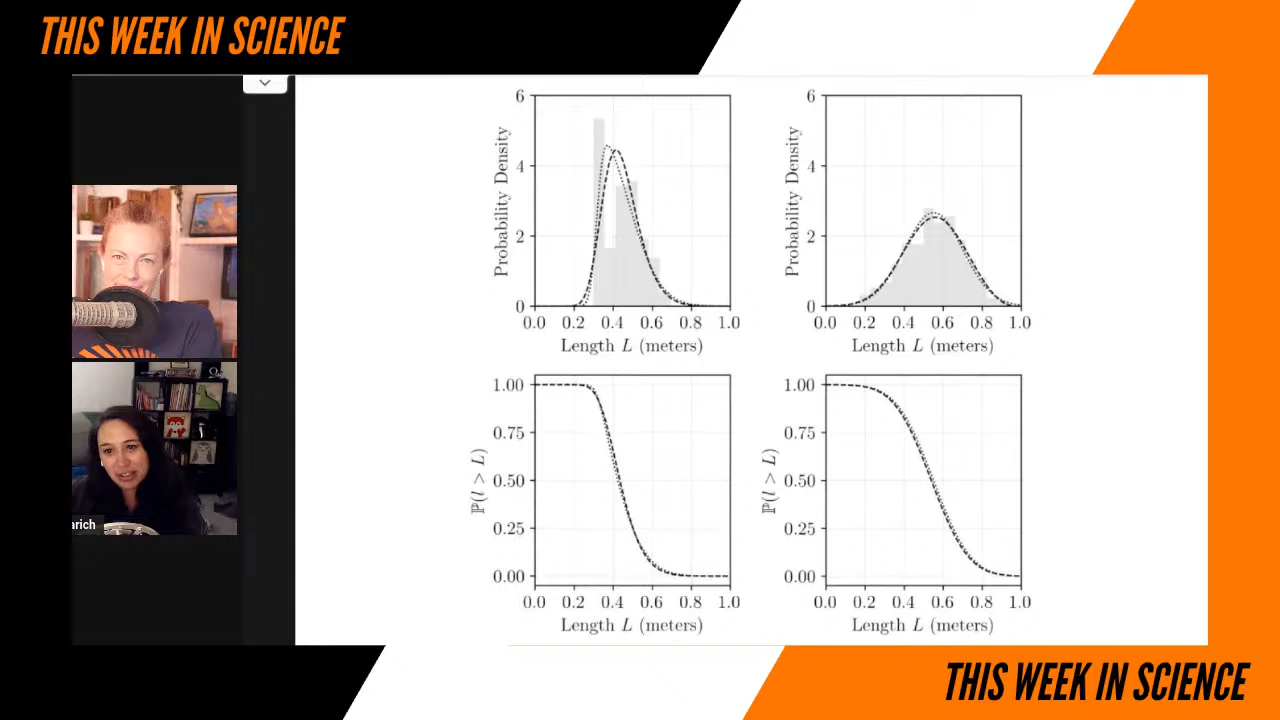 THIS WEEK IN SCIENCE
6
4
2
0
Probability Density
0.0 0.2 0.4 0.6 0.8 1.0
Length L (meters)
6
4
2
0
Probability Density
0.0 0.2 0.4 0.6 0.8 1.0
Length L (meters)
1.00
0.75
0.50
0.25
0.00
ℙ(l > L)
0.0 0.2 0.4 0.6 0.8 1.0
Length L (meters)
1.00
0.75
0.50
0.25
0.00
ℙ(l > L)
0.0 0.2 0.4 0.6 0.8 1.0
Length L (meters)
arich
THIS WEEK IN SCIENCE